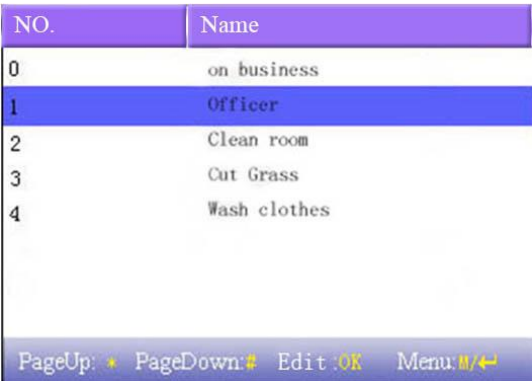 NO. Name
0 on business
1 Officer
2 Clean room
3 Cut Grass
4 Wash clothes
PageUp: * PageDown:# Edit:OK Menu:M/↵